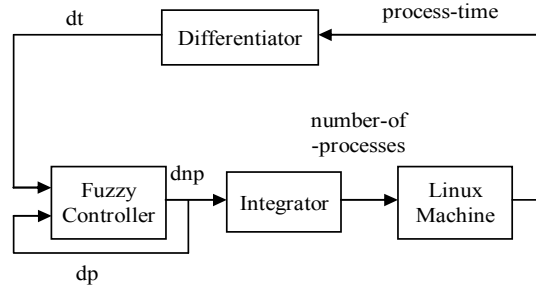 dt
process-time
Differentiator
number-of
-processes
dnp
Fuzzy
Controller
Integrator
Linux
Machine
dp